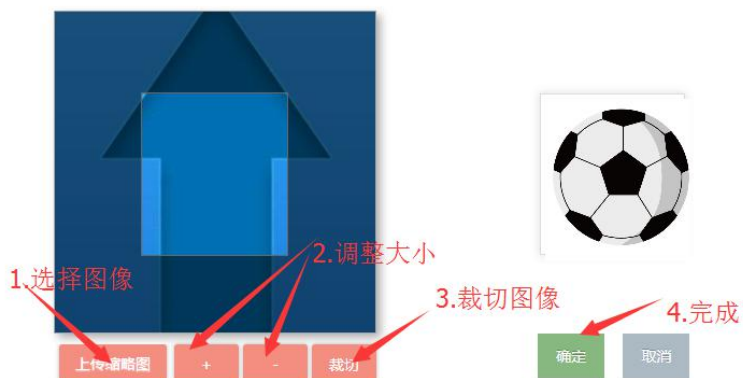 1.选择图像
2.调整大小
3.裁切图像
4.完成
上传缩略图
+
-
裁切
确定
取消